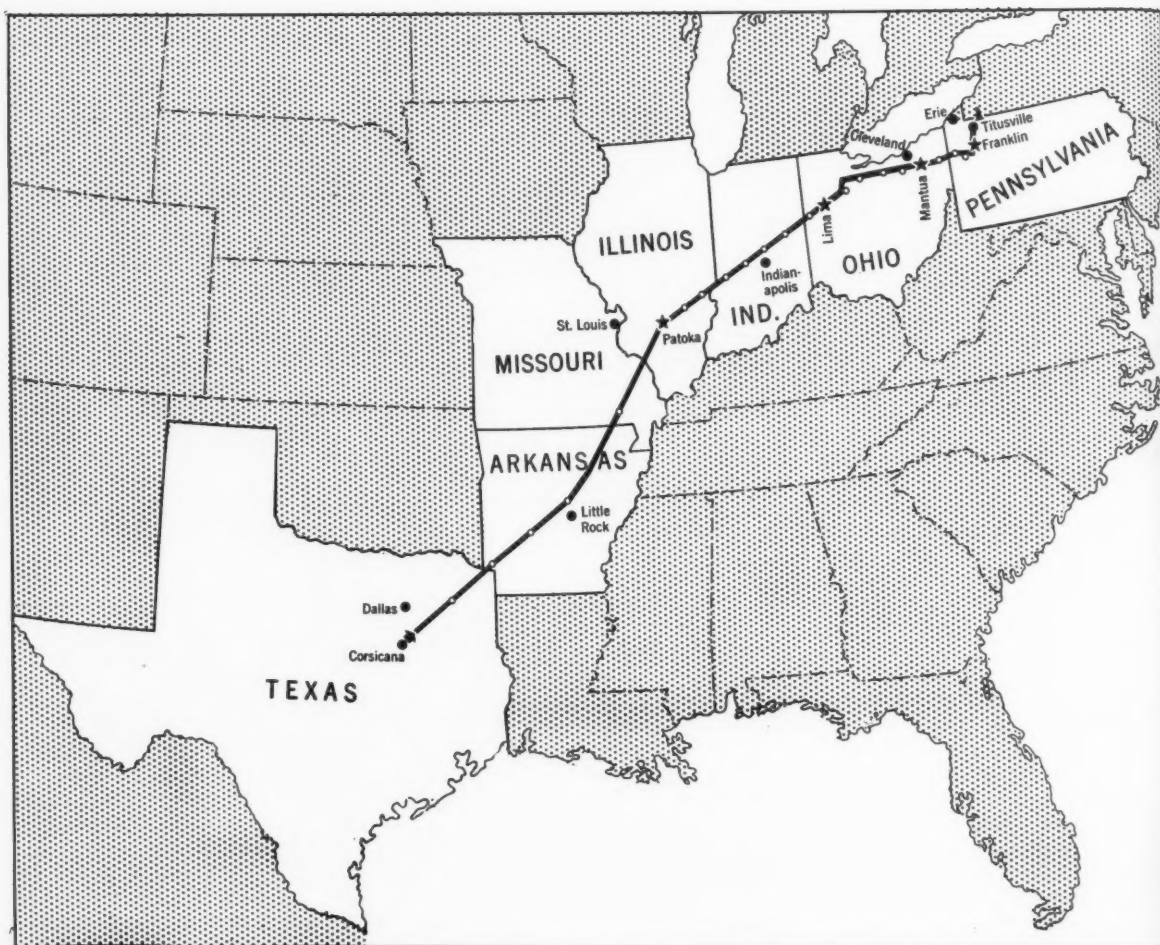 Erie
Titusville
Cleveland
Franklin
PENNSYLVANIA
Mantua
Lima
ILLINOIS
OHIO
Indian-
apolis
IND.
St. Louis
Patoka
MISSOURI
ARKANSAS
Little
Rock
Dallas
Corsicana
TEXAS